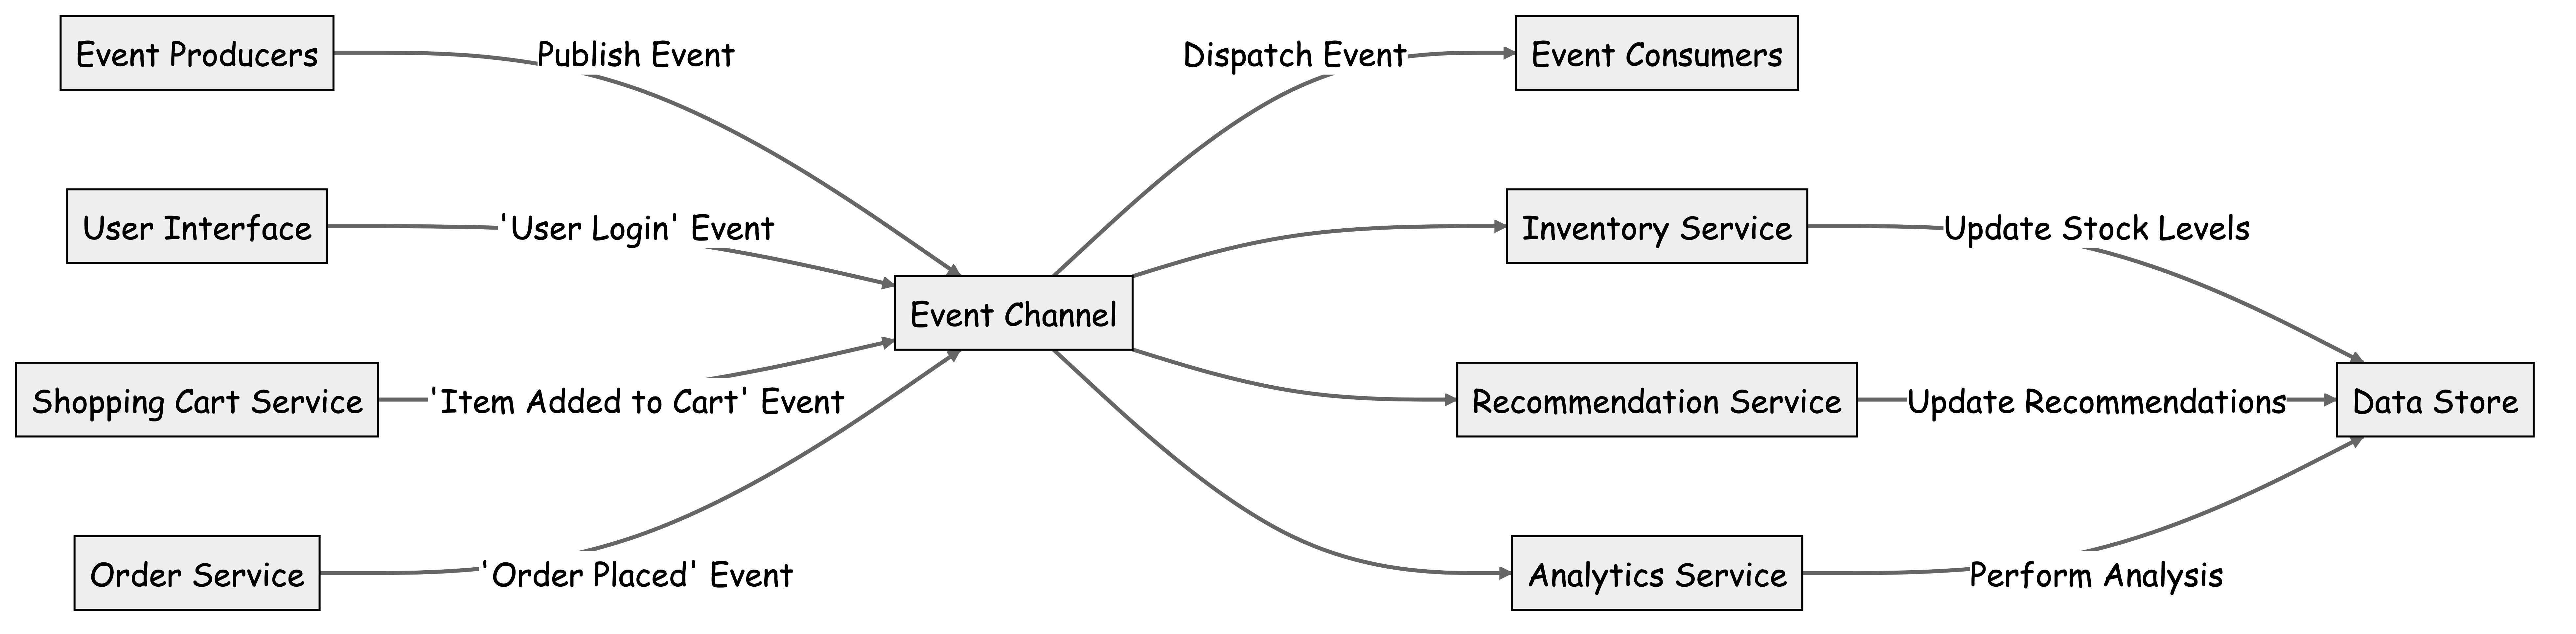 Event Producers
Publish Event
Dispatch Event
Event Consumers
User Interface
'User Login' Event
Inventory Service
Update Stock Levels
Event Channel
Shopping Cart Service
'Item Added to Cart' Event
Recommendation Service
Update Recommendations
Data Store
Order Service
'Order Placed' Event
Analytics Service
Perform Analysis